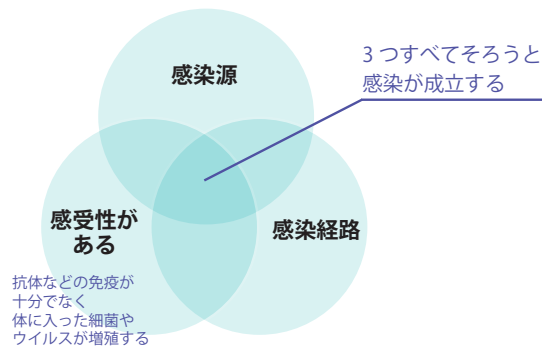 感染源
3 つすべてそろうと
感染が成立する
感受性が
ある
感染経路
抗体などの免疫が
十分でなく
体に入った細菌や
ウイルスが増殖する